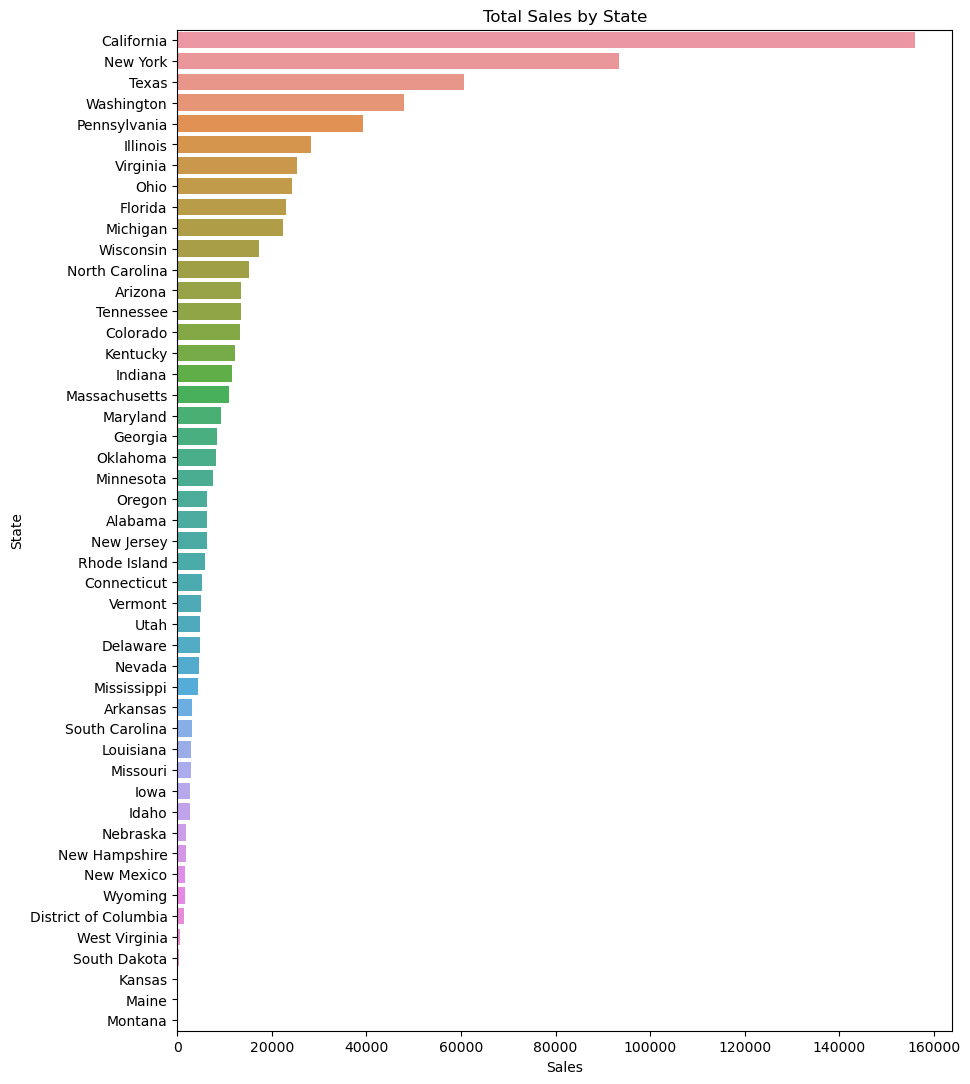 Total Sales by State
California
New York
Texas
Washington
Pennsylvania
Illinois
Virginia
Ohio
Florida
Michigan
Wisconsin
North Carolina
Arizona
Tennessee
Colorado
Kentucky
Indiana
Massachusetts
Maryland
Georgia
Oklahoma
Minnesota
Oregon
Alabama
New Jersey
Rhode Island
Connecticut
Vermont
Utah
Delaware
Nevada
Mississippi
Arkansas
South Carolina
Louisiana
Missouri
Iowa
Idaho
Nebraska
New Hampshire
New Mexico
Wyoming
District of Columbia
West Virginia
South Dakota
Kansas
Maine
Montana
State
0 20000 40000 60000 80000 100000 120000 140000 160000
Sales